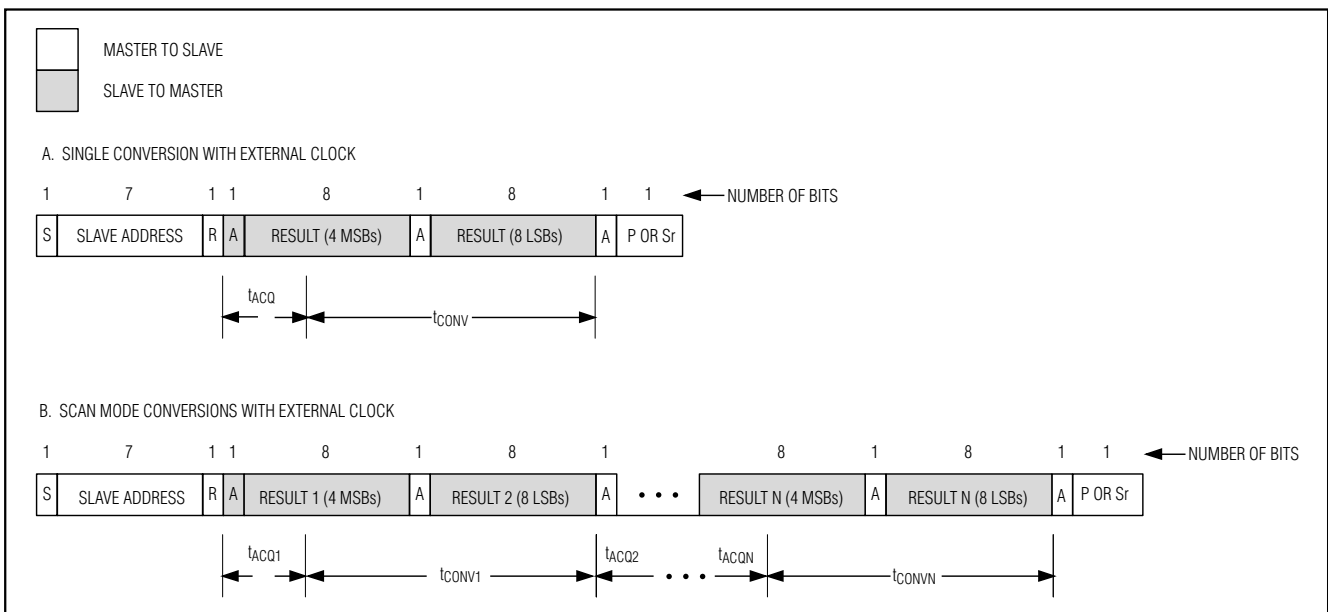 MASTER TO SLAVE
SLAVE TO MASTER
A. SINGLE CONVERSION WITH EXTERNAL CLOCK
1 7 1 1 8 1 8 1 1 NUMBER OF BITS
S SLAVE ADDRESS R A RESULT (4 MSBs) A RESULT (8 LSBs) A P OR Sr
tACQ
tCONV
B. SCAN MODE CONVERSIONS WITH EXTERNAL CLOCK
1 7 1 1 8 1 8 1 8 1 8 1 1 NUMBER OF BITS
S SLAVE ADDRESS R A RESULT 1 (4 MSBs) A RESULT 2 (8 LSBs) A • • • RESULT N (4 MSBs) A RESULT N (8 LSBs) A P OR Sr
tACQ1 tACQ2 tACQN
tCONV1 • • • tCONVN